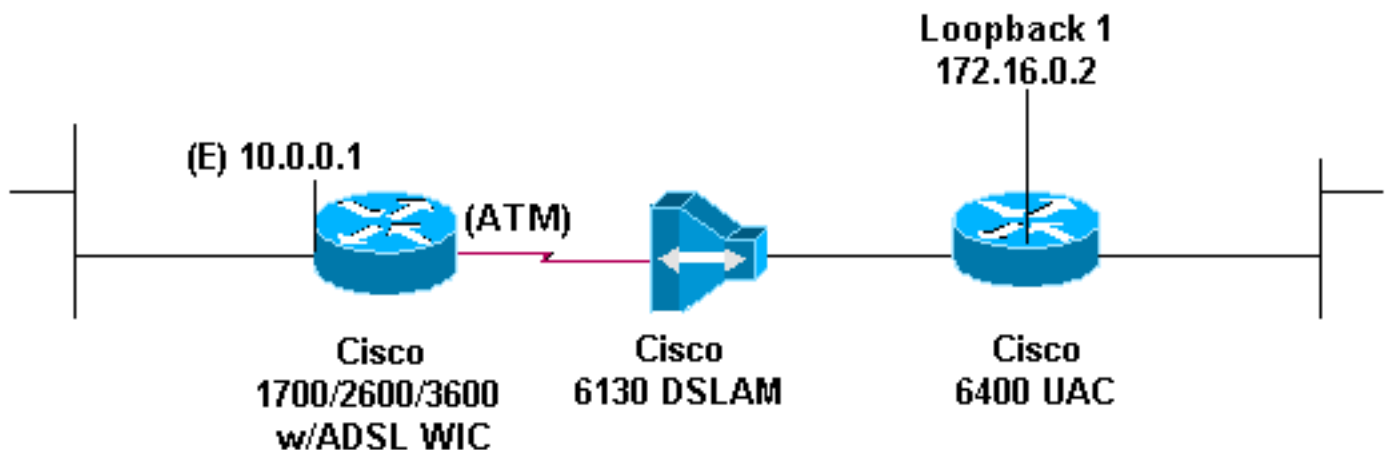 Loopback 1
172.16.0.2
(E) 10.0.0.1
(ATM)
Cisco
1700/2600/3600
w/ADSL WIC
Cisco
6130 DSLAM
Cisco
6400 UAC